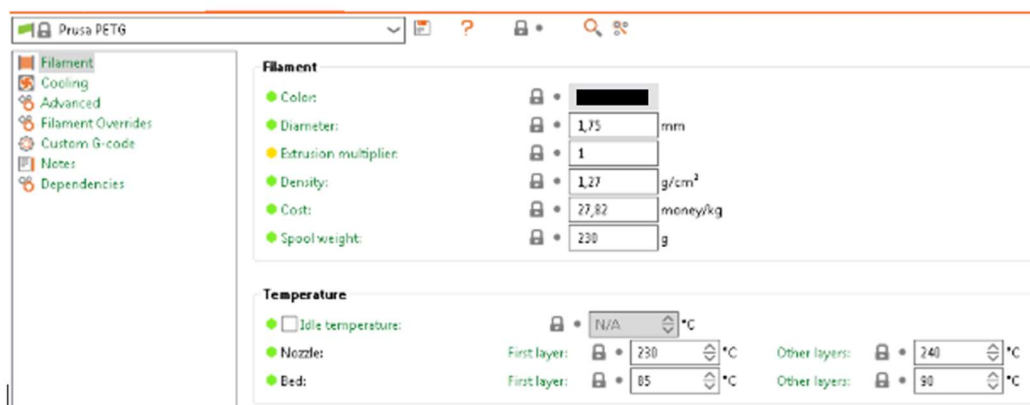 Prusa PETG
Filament
Cooling
Advanced
Filament Overrides
Custom G-code
Notes
Dependencies
Filament
Color:
Diameter: 1,75 mm
Extrusion multiplier: 1
Density: 1,27 g/cm³
Cost: 27,82 money/kg
Spool weight: 230 g
Temperature
Idle temperature: N/A °C
Nozzle: First layer: 230 °C Other layers: 240 °C
Bed: First layer: 85 °C Other layers: 90 °C